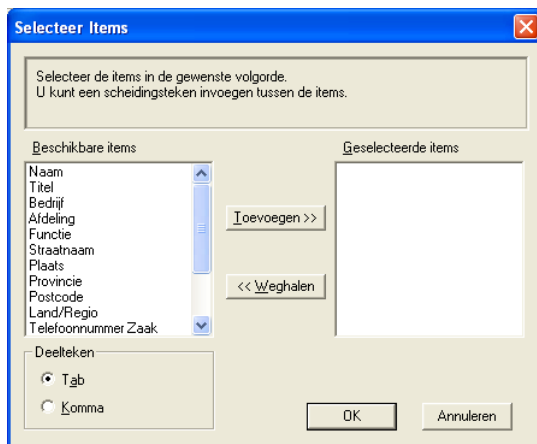 Selecteer Items
Selecteer de items in de gewenste volgorde.
U kunt een scheidingsteken invoegen tussen de items.
Beschikbare items
Geselecteerde items
Naam
Titel
Bedrijf
Afdeling
Functie
Straatnaam
Plaats
Provincie
Postcode
Land/Regio
Telefoonnummer Zaak
Toevoegen >>
<< Weghalen
Deelteken
Tab
Komma
OK
Annuleren